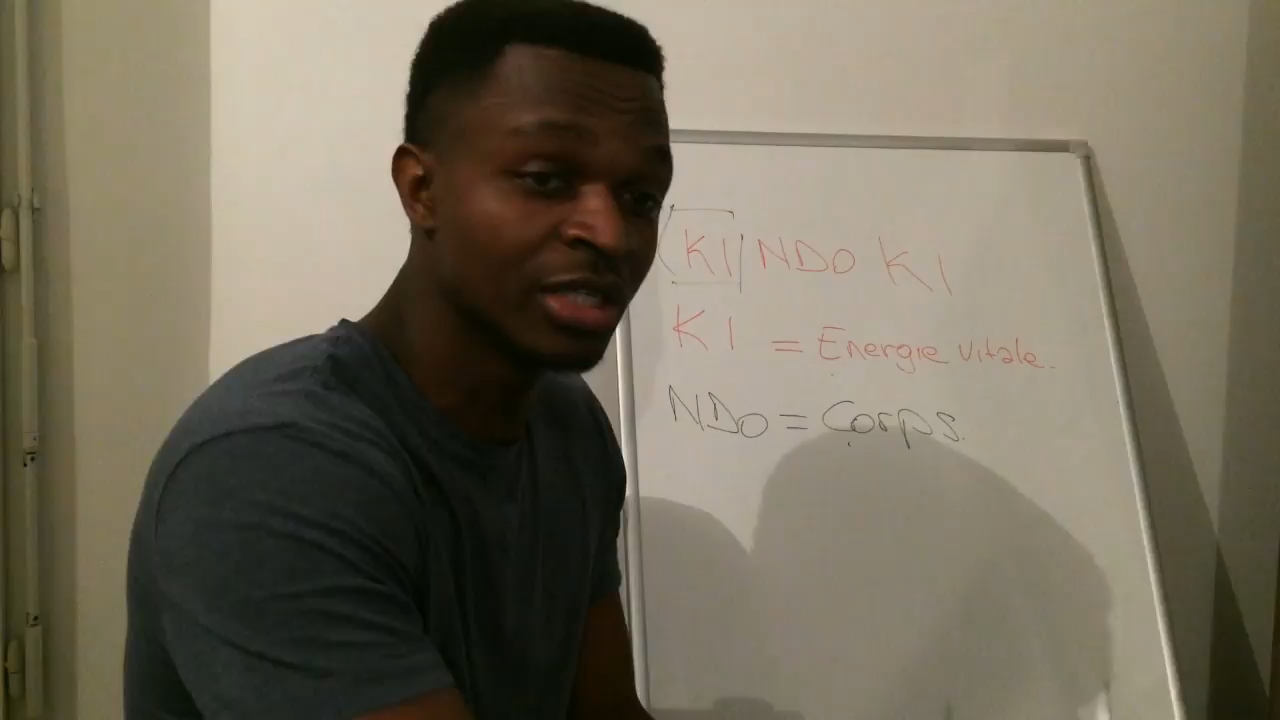 KI NDO KI
KI = Energie vitale.
NDO = Corps.